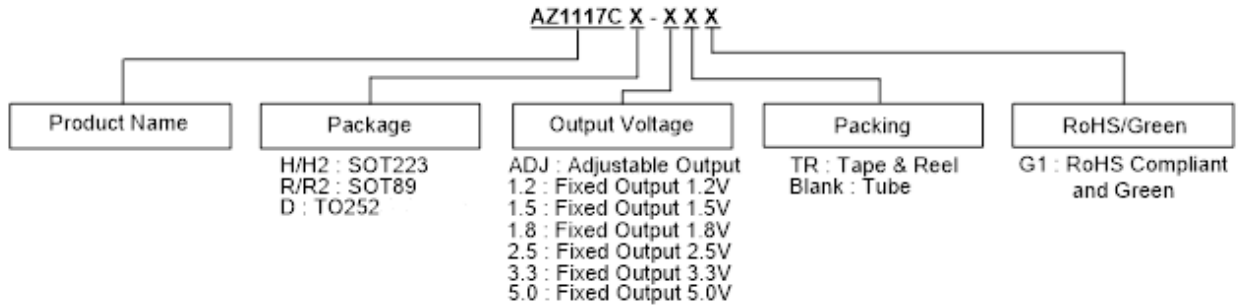 AZ1117C X - X X X
Product Name
Package
H/H2 : SOT223
R/R2 : SOT89
D : TO252
Output Voltage
ADJ : Adjustable Output
1.2 : Fixed Output 1.2V
1.5 : Fixed Output 1.5V
1.8 : Fixed Output 1.8V
2.5 : Fixed Output 2.5V
3.3 : Fixed Output 3.3V
5.0 : Fixed Output 5.0V
Packing
TR : Tape & Reel
Blank : Tube
RoHS/Green
G1 : RoHS Compliant
and Green